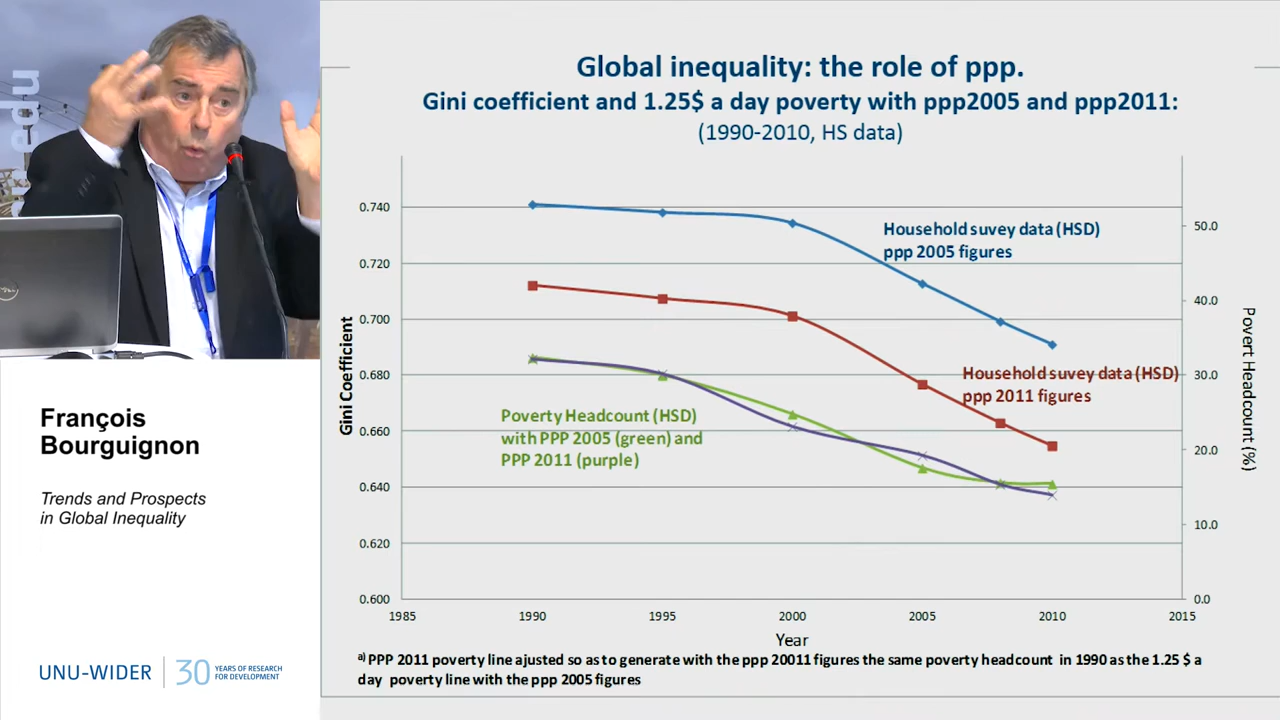 edu
DELL
François
Bourguignon
Trends and Prospects
in Global Inequality
UNU-WIDER
30
YEARS OF RESEARCH
FOR DEVELOPMENT
Global inequality: the role of ppp.
Gini coefficient and 1.25$ a day poverty with ppp2005 and ppp2011:
(1990-2010, HS data)
Gini Coefficient
0.740
0.720
0.700
0.680
0.660
0.640
0.620
0.600
Household suvey data (HSD)
ppp 2005 figures
Household suvey data (HSD)
ppp 2011 figures
Poverty Headcount (HSD)
with PPP 2005 (green) and
PPP 2011 (purple)
50.0
40.0
30.0
20.0
10.0
0.0
Povert Headcount (%)
1985 1990 1995 2000 2005 2010 2015
Year
a) PPP 2011 poverty line ajusted so as to generate with the ppp 20011 figures the same poverty headcount in 1990 as the 1.25 $ a
day poverty line with the ppp 2005 figures